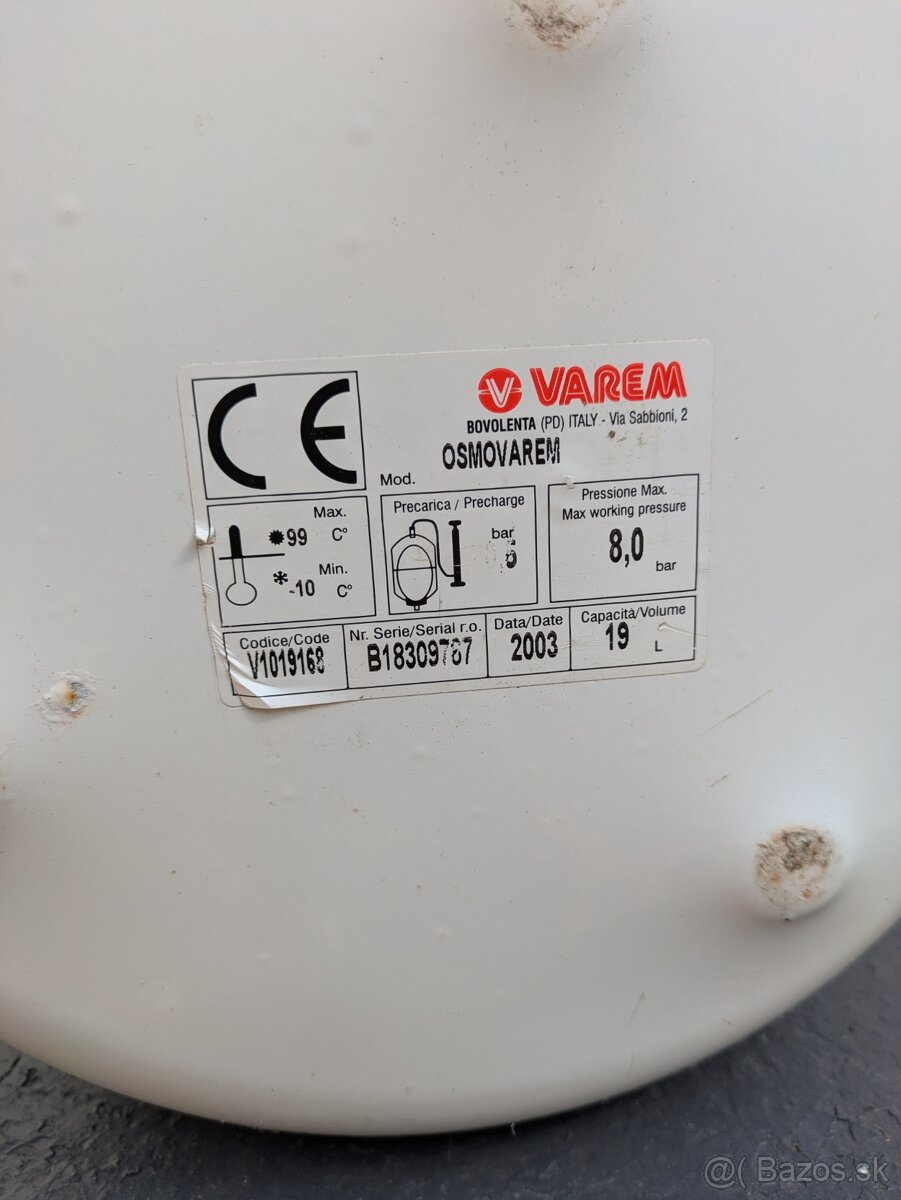 VAREM
BOVOLENTA (PD) ITALY - Via Sabbioni, 2
Mod. OSMOVAREM
CE
Max.
99 C°
Min.
-10 C°
Precarica / Precharge
bar
Pressione Max.
Max working pressure
8,0 bar
Codice/Code
V1019168
Nr. Serie/Serial r.o.
B18309787
Data/Date
2003
Capacità/Volume
19 L
@( Bazos.sk